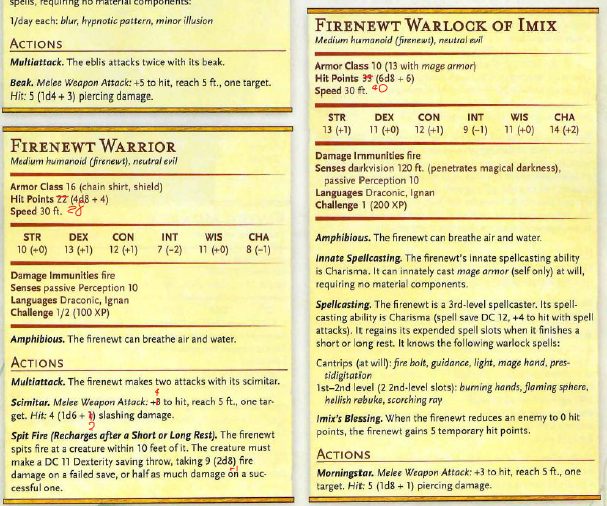 spells, requiring no material components:
1/day each: blur, hypnotic pattern, minor illusion
ACTIONS
Multiattack. The eblis attacks twice with its beak.
Beak. Melee Weapon Attack: +5 to hit, reach 5 ft., one target.
Hit: 5 (1d4 + 3) piercing damage.
FIRENEWT WARRIOR
Medium humanoid (firenewt), neutral evil
Armor Class 16 (chain shirt, shield)
Hit Points 22 (4d8 + 4)
Speed 30 ft. 28
STR DEX CON INT WIS CHA
10 (+0) 13 (+1) 12 (+1) 7 (−2) 11 (+0) 8 (−1)
Damage Immunities fire
Senses passive Perception 10
Languages Draconic, Ignan
Challenge 1/2 (100 XP)
Amphibious. The firenewt can breathe air and water.
ACTIONS
Multiattack. The firenewt makes two attacks with its scimitar.
4
Scimitar. Melee Weapon Attack: +3 to hit, reach 5 ft., one tar-
get. Hit: 4 (1d6 + 1) slashing damage.
2
Spit Fire (Recharges after a Short or Long Rest). The firenewt
spits fire at a creature within 10 feet of it. The creature must
make a DC 11 Dexterity saving throw, taking 9 (2d8) fire
damage on a failed save, or half as much damage on a suc-
cessful one.
FIRENEWT WARLOCK OF IMIX
Medium humanoid (firenewt), neutral evil
Armor Class 10 (13 with mage armor)
Hit Points 33 (6d8 + 6)
Speed 30 ft. 40
STR DEX CON INT WIS CHA
13 (+1) 11 (+0) 12 (+1) 9 (−1) 11 (+0) 14 (+2)
Damage Immunities fire
Senses darkvision 120 ft. (penetrates magical darkness),
passive Perception 10
Languages Draconic, Ignan
Challenge 1 (200 XP)
Amphibious. The firenewt can breathe air and water.
Innate Spellcasting. The firenewt's innate spellcasting ability
is Charisma. It can innately cast mage armor (self only) at will,
requiring no material components.
Spellcasting. The firenewt is a 3rd-level spellcaster. Its spell-
casting ability is Charisma (spell save DC 12, +4 to hit with spell
attacks). It regains its expended spell slots when it finishes a
short or long rest. It knows the following warlock spells:
Cantrips (at will): fire bolt, guidance, light, mage hand, pres-
tidigitation
1st–2nd level (2 2nd-level slots): burning hands, flaming sphere,
hellish rebuke, scorching ray
Imix's Blessing. When the firenewt reduces an enemy to 0 hit
points, the firenewt gains 5 temporary hit points.
ACTIONS
Morningstar. Melee Weapon Attack: +3 to hit, reach 5 ft., one
target. Hit: 5 (1d8 + 1) piercing damage.